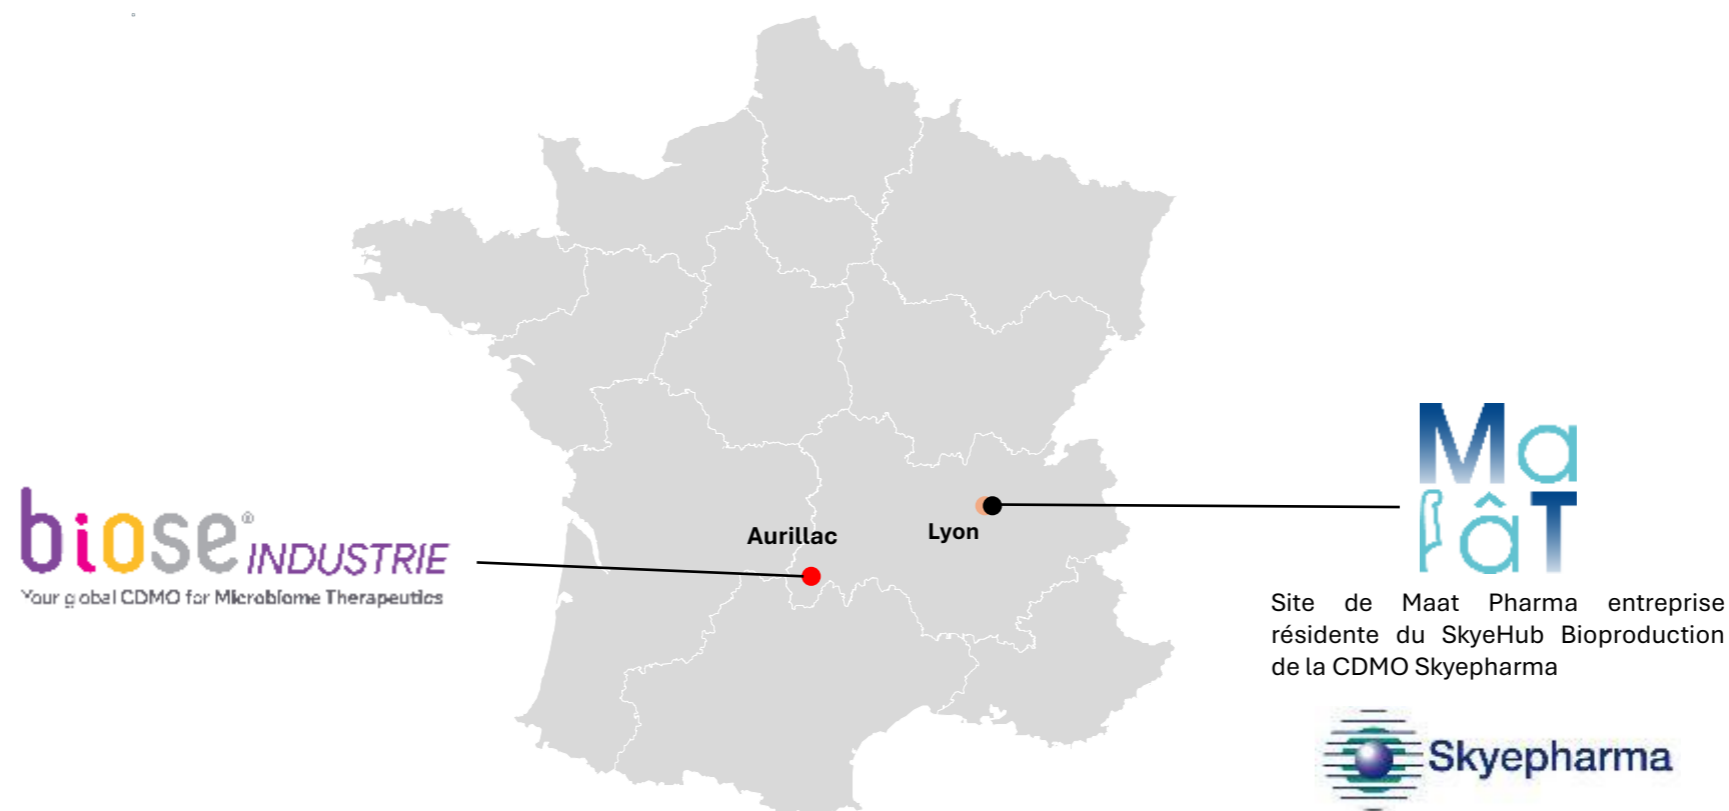 Aurillac
Lyon
biose® INDUSTRIE
Your global CDMO for Microbiome Therapeutics
Ma
âT
Site de Maat Pharma entreprise
résidente du SkyeHub Bioproduction
de la CDMO Skyepharma
Skyepharma